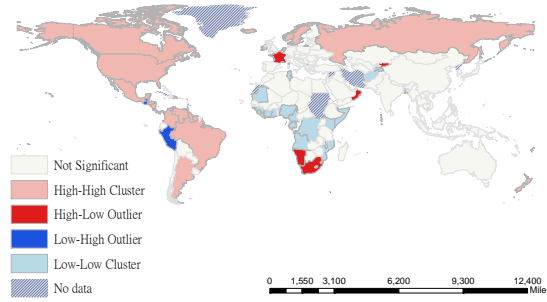 Not Significant
High-High Cluster
High-Low Outlier
Low-High Outlier
Low-Low Cluster
No data
0 1,550 3,100 6,200 9,300 12,400
Mile